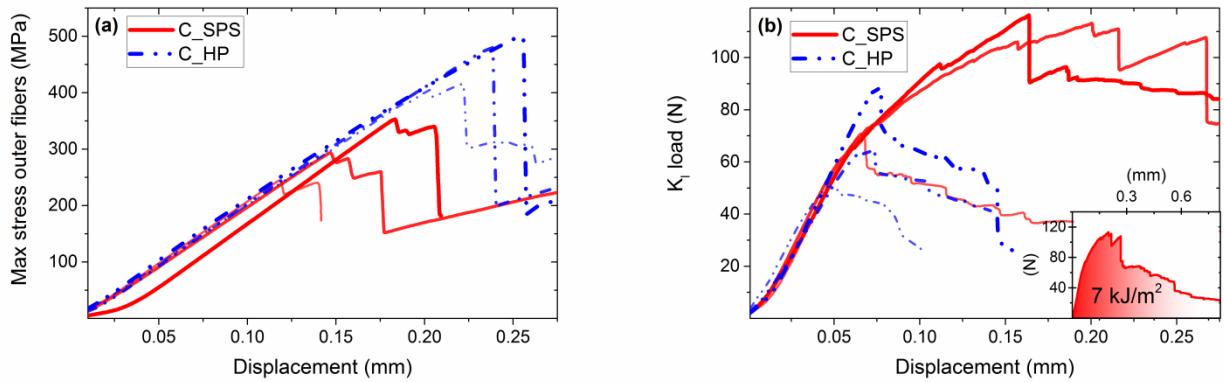 (a)
C_SPS
C_HP
Max stress outer fibers (MPa)
500
400
300
200
100
0.05
0.10
0.15
0.20
0.25
Displacement (mm)
(b)
C_SPS
C_HP
K_I load (N)
120
100
80
60
40
20
0.05
0.10
0.15
0.20
0.25
Displacement (mm)
(mm)
0.3
0.6
(N)
120
80
40
7 kJ/m²